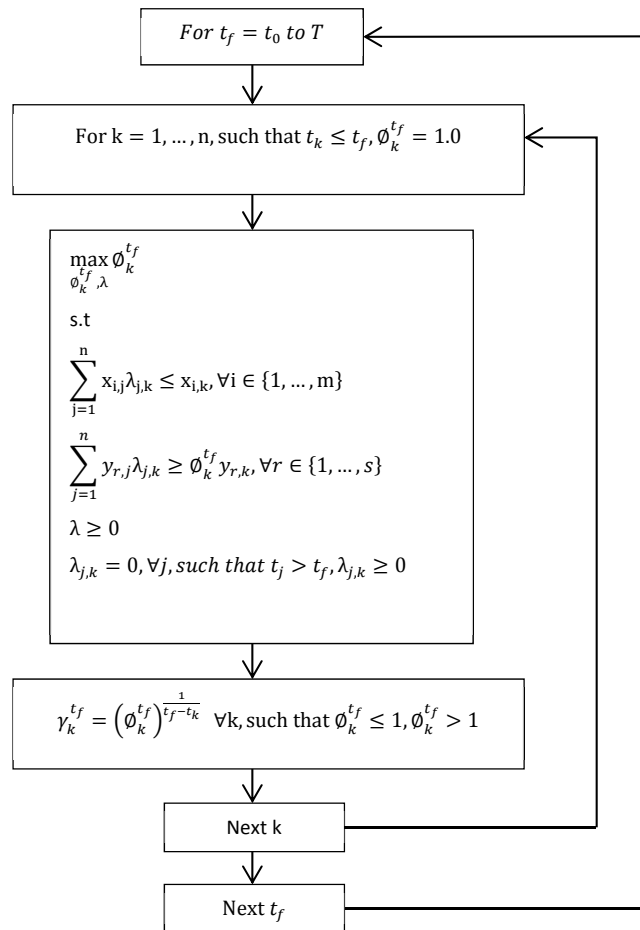 For t_f = t_0 to T
For k = 1, … , n, such that t_k ≤ t_f, ∅_k^{t_f} = 1.0
max ∅_k^{t_f}
∅_k^{t_f}, λ
s.t
∑_{j=1}^{n} x_{i,j} λ_{j,k} ≤ x_{i,k}, ∀i ∈ {1, … , m}
∑_{j=1}^{n} y_{r,j} λ_{j,k} ≥ ∅_k^{t_f} y_{r,k}, ∀r ∈ {1, … , s}
λ ≥ 0
λ_{j,k} = 0, ∀j, such that t_j > t_f, λ_{j,k} ≥ 0
γ_k^{t_f} = (∅_k^{t_f})^{\frac{1}{t_f − t_k}} ∀k, such that ∅_k^{t_f} ≤ 1, ∅_k^{t_f} > 1
Next k
Next t_f